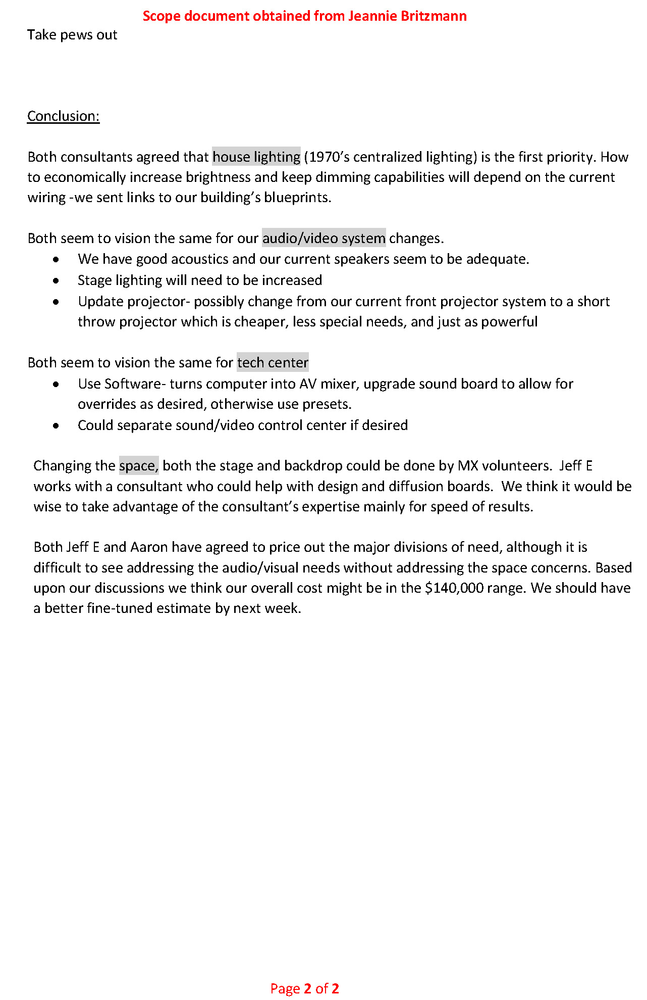 Scope document obtained from Jeannie Britzmann
Take pews out
Conclusion:
Both consultants agreed that house lighting (1970’s centralized lighting) is the first priority. How
to economically increase brightness and keep dimming capabilities will depend on the current
wiring -we sent links to our building’s blueprints.
Both seem to vision the same for our audio/video system changes.
• We have good acoustics and our current speakers seem to be adequate.
• Stage lighting will need to be increased
• Update projector- possibly change from our current front projector system to a short
throw projector which is cheaper, less special needs, and just as powerful
Both seem to vision the same for tech center
• Use Software- turns computer into AV mixer, upgrade sound board to allow for
overrides as desired, otherwise use presets.
• Could separate sound/video control center if desired
Changing the space, both the stage and backdrop could be done by MX volunteers.  Jeff E
works with a consultant who could help with design and diffusion boards.  We think it would be
wise to take advantage of the consultant’s expertise mainly for speed of results.
Both Jeff E and Aaron have agreed to price out the major divisions of need, although it is
difficult to see addressing the audio/visual needs without addressing the space concerns. Based
upon our discussions we think our overall cost might be in the $140,000 range. We should have
a better fine-tuned estimate by next week.
Page 2 of 2